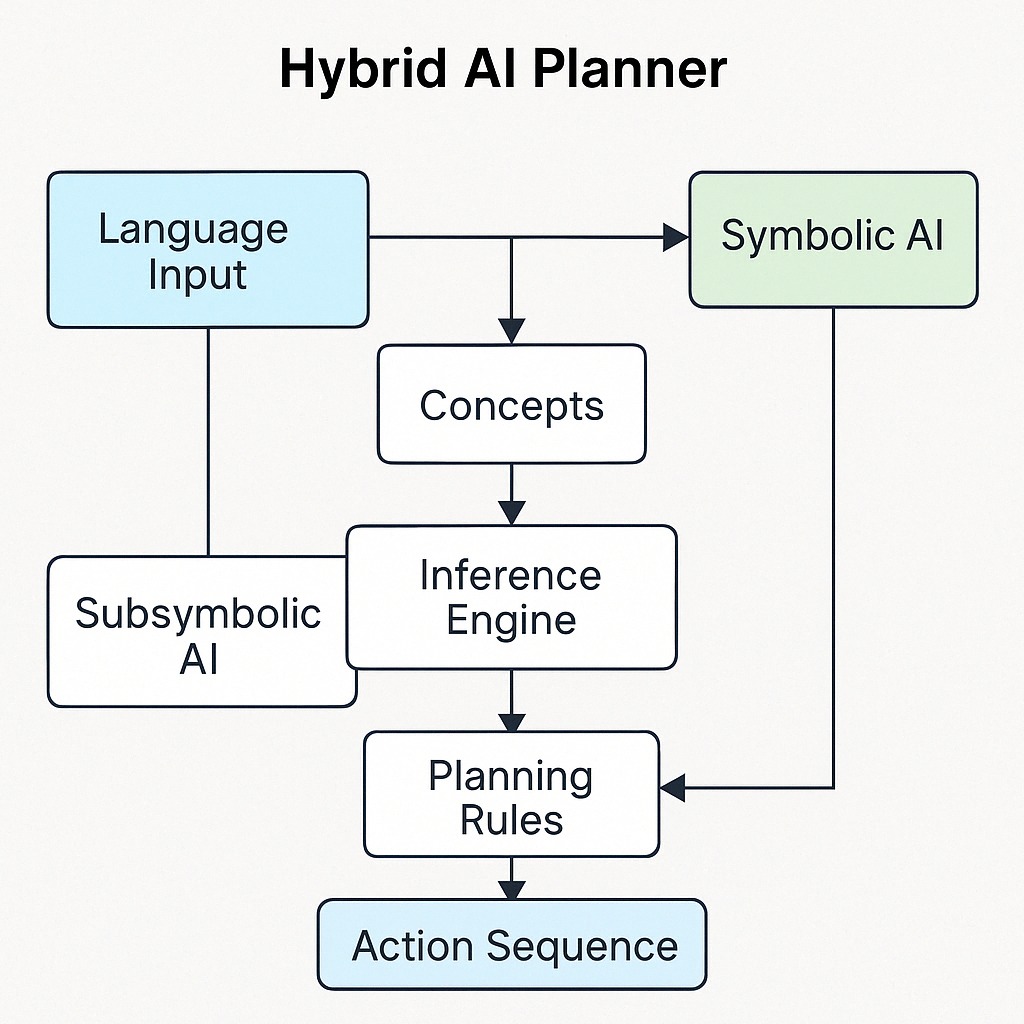 Hybrid AI Planner
Language
Input
Symbolic AI
Concepts
Inference
Engine
Subsymbolic
AI
Planning
Rules
Action Sequence